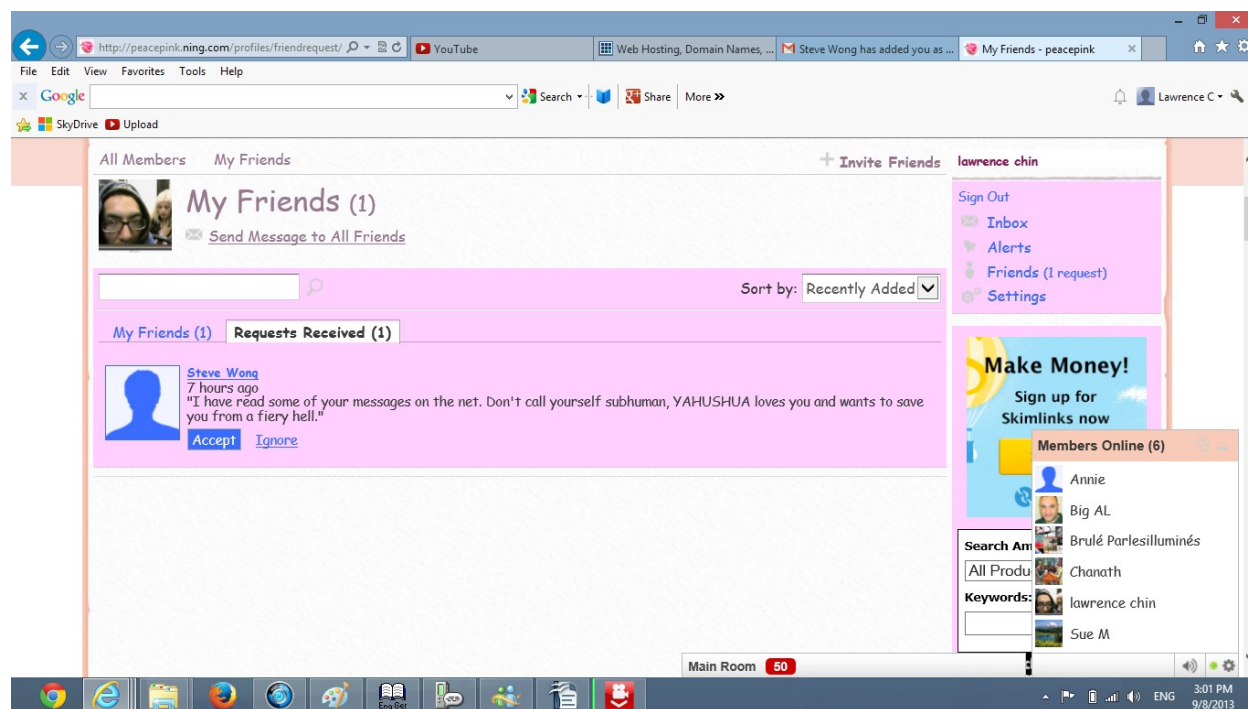 http://peacepink.ning.com/profiles/friendrequest/
YouTube
Web Hosting, Domain Names, ...
Steve Wong has added you as ...
My Friends - peacepink
File Edit View Favorites Tools Help
x Google
Search
Share
More »
Lawrence C
SkyDrive
Upload
All Members My Friends
+ Invite Friends
lawrence chin
My Friends (1)
Send Message to All Friends
Sign Out
Inbox
Alerts
Friends (1 request)
Settings
Sort by: Recently Added
My Friends (1) Requests Received (1)
Steve Wong
7 hours ago
"I have read some of your messages on the net. Don't call yourself subhuman, YAHUSHUA loves you and wants to save
you from a fiery hell."
Accept Ignore
Make Money!
Sign up for
Skimlinks now
Members Online (6)
Annie
Big AL
Brulé Parlesilluminés
Chanath
lawrence chin
Sue M
Search Am
All Produ
Keywords:
Main Room 50
Eng Ger
ENG
3:01 PM
9/8/2013